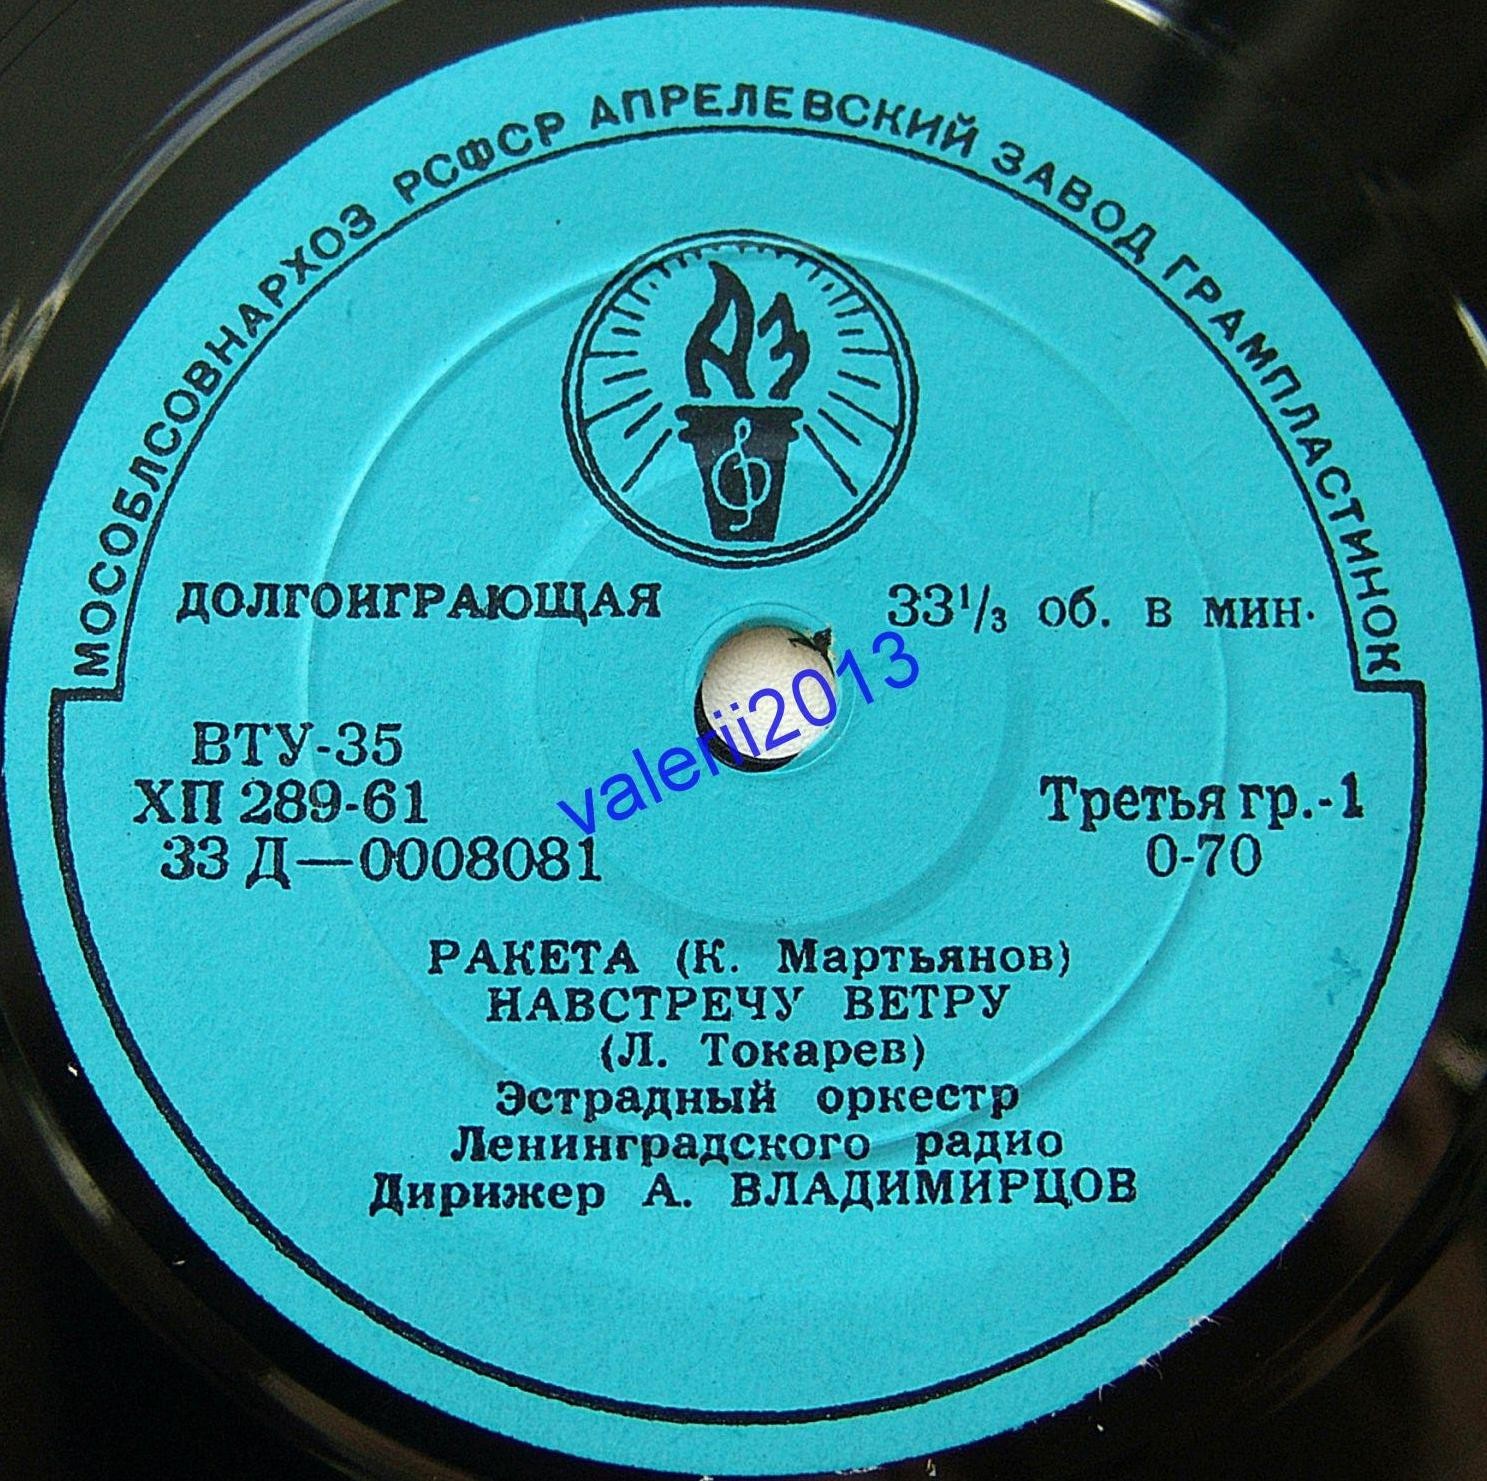 МОСОБЛСОВНАРХОЗ РСФСР АПРЕЛЕВСКИЙ ЗАВОД ГРАМПЛАСТИНОК
АЗ
ДОЛГОИГРАЮЩАЯ 33⅓ об. в мин.
valerii2013
ВТУ-35
ХП 289-61 Третья гр.-1
33 Д—0008081 0-70
РАКЕТА (К. Мартьянов)
НАВСТРЕЧУ ВЕТРУ
(Л. Токарев)
Эстрадный оркестр
Ленинградского радио
Дирижер А. ВЛАДИМИРЦОВ